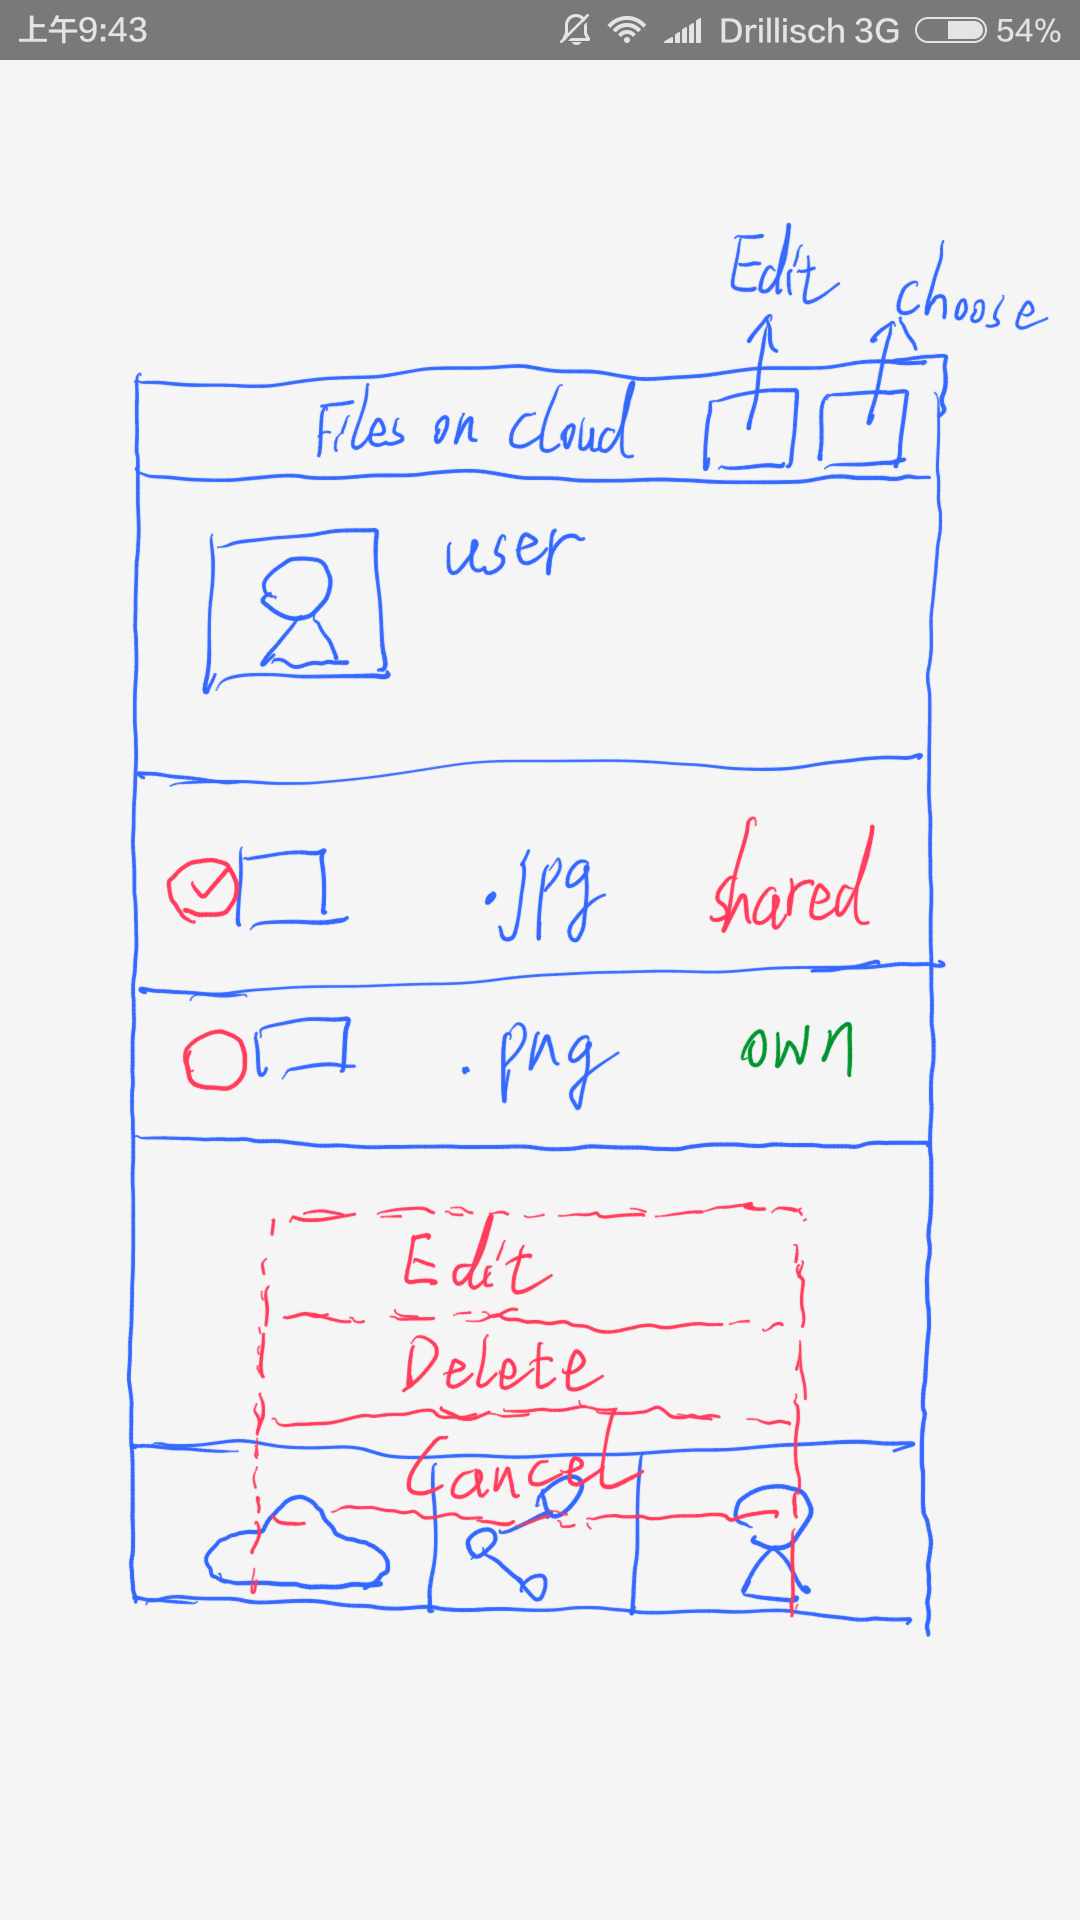 上午9:43 Drillisch 3G 54%
Edit choose
Files on cloud
user
.jpg shared
.png own
Edit
Delete
Cancel